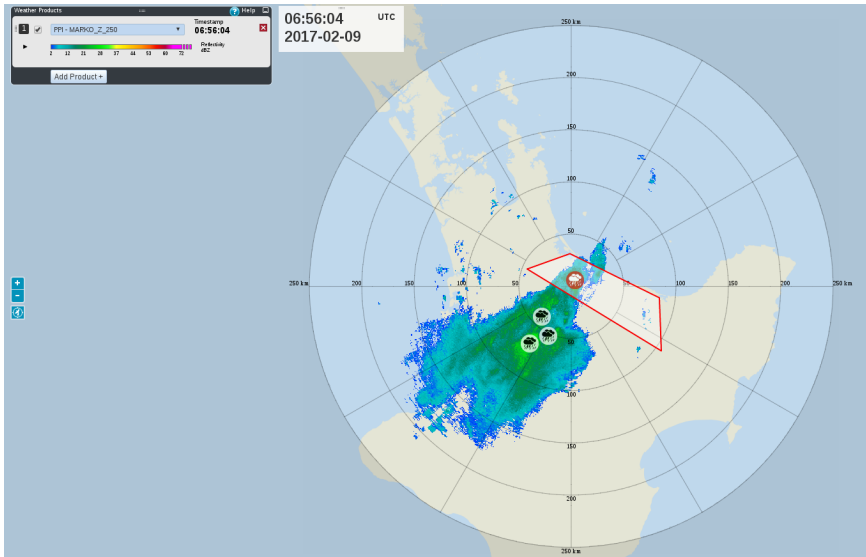 Weather Products
Help
1
PPI - MARKO_Z_250
Timestamp
06:56:04
2 12 21 28 37 44 53 60 72
Reflectivity
dBZ
Add Product +
06:56:04 UTC
2017-02-09
250 km
200
150
100
50
250 km 200 150 100 50 50 100 150 200 250 km
50
100
150
200
250 km